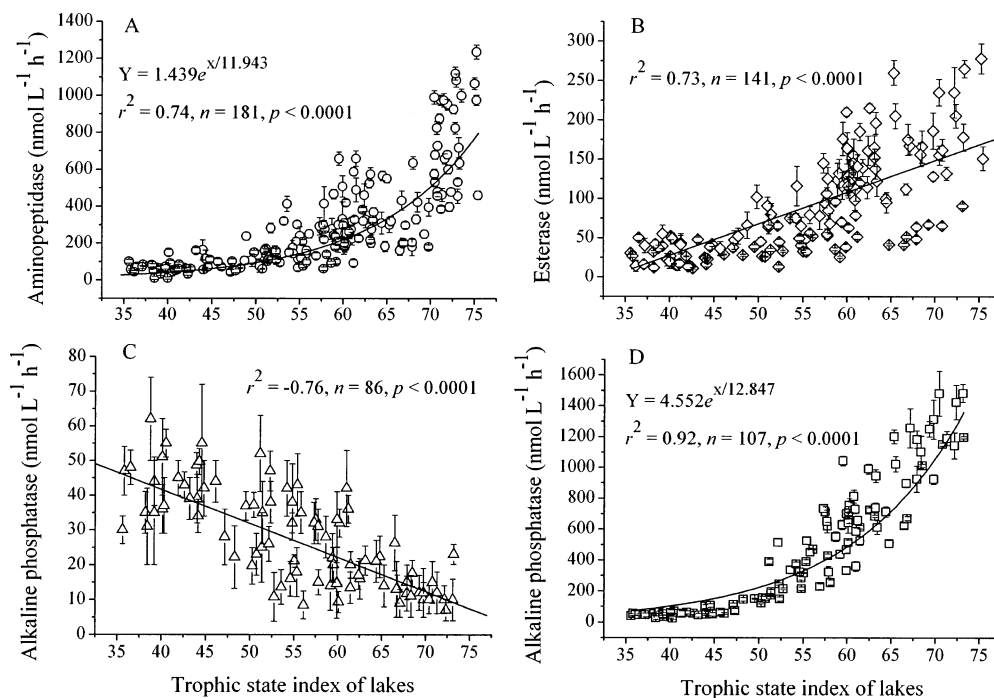 A
Y = 1.439e^x/11.943
r^2 = 0.74, n = 181, p < 0.0001
Aminopeptidase (nmol L^-1 h^-1)
1400
1200
1000
800
600
400
200
0
35 40 45 50 55 60 65 70 75
B
r^2 = 0.73, n = 141, p < 0.0001
Esterase (nmol L^-1 h^-1)
300
250
200
150
100
50
0
35 40 45 50 55 60 65 70 75
C
r^2 = -0.76, n = 86, p < 0.0001
Alkaline phosphatase (nmol L^-1 h^-1)
80
70
60
50
40
30
20
10
0
35 40 45 50 55 60 65 70 75
Trophic state index of lakes
D
Y = 4.552e^x/12.847
r^2 = 0.92, n = 107, p < 0.0001
Alkaline phosphatase (nmol L^-1 h^-1)
1600
1400
1200
1000
800
600
400
200
0
35 40 45 50 55 60 65 70 75
Trophic state index of lakes